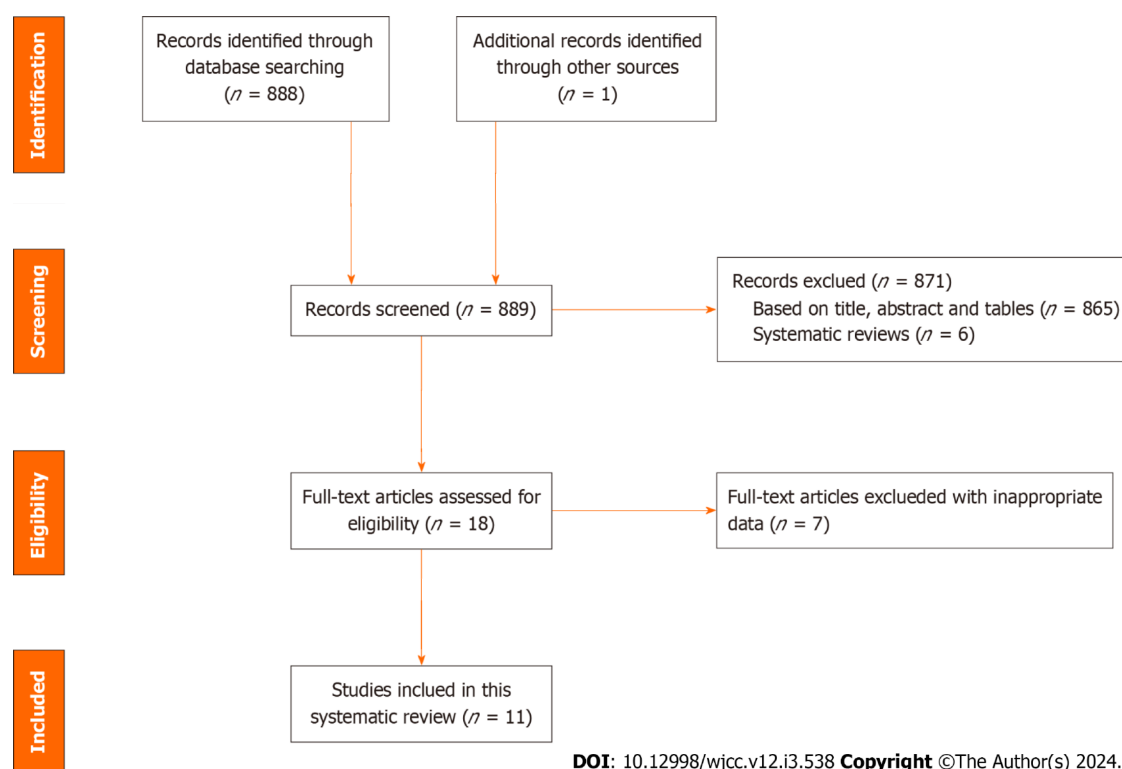 Identification
Records identified through
database searching
(n = 888)
Additional records identified
through other sources
(n = 1)
Screening
Records screened (n = 889)
Records exclued (n = 871)
Based on title, abstract and tables (n = 865)
Systematic reviews (n = 6)
Eligibility
Full-text articles assessed for
eligibility (n = 18)
Full-text articles exclueded with inappropriate
data (n = 7)
Included
Studies inclued in this
systematic review (n = 11)
DOI: 10.12998/wjcc.v12.i3.538 Copyright ©The Author(s) 2024.